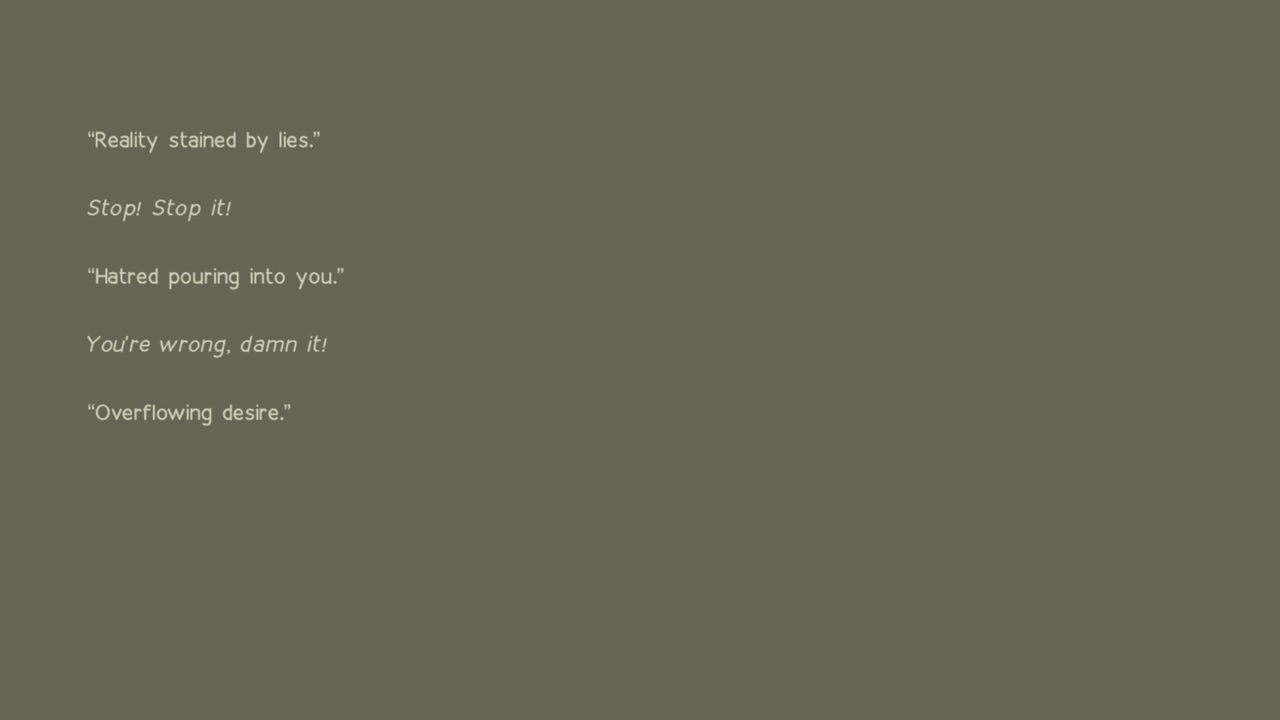 “Reality stained by lies.”
Stop! Stop it!
“Hatred pouring into you.”
You're wrong, damn it!
“Overflowing desire.”